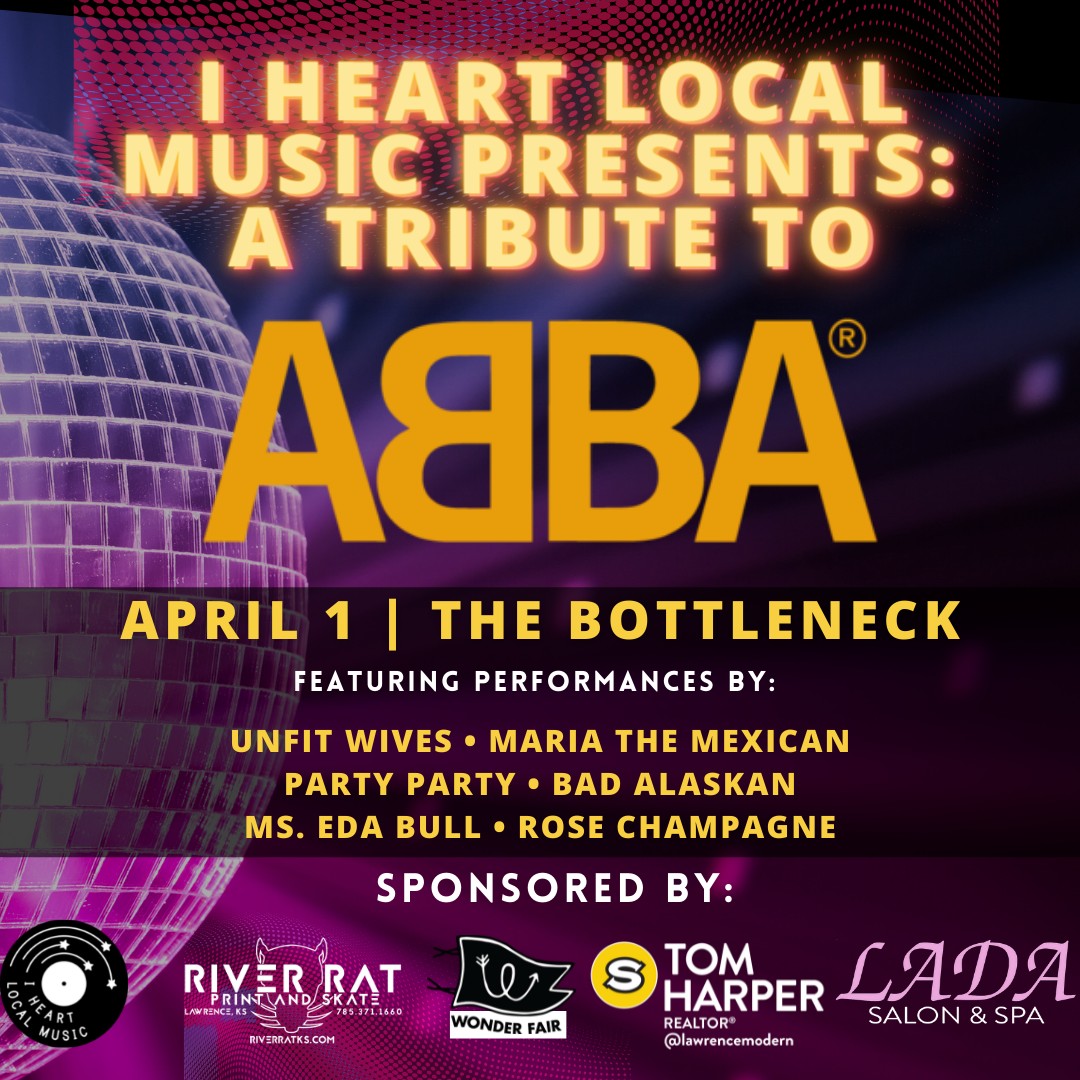 I HEART LOCAL
MUSIC PRESENTS:
A TRIBUTE TO
ABBA®
APRIL 1 | THE BOTTLENECK
FEATURING PERFORMANCES BY:
UNFIT WIVES • MARIA THE MEXICAN
PARTY PARTY • BAD ALASKAN
MS. EDA BULL • ROSE CHAMPAGNE
SPONSORED BY:
I HEART
LOCAL MUSIC
RIVER RAT
PRINT AND SKATE
LAWRENCE, KS 785.371.1660
RIVERRATKS.COM
WONDER FAIR
S
TOM
HARPER
REALTOR®
@lawrencemodern
LADA
SALON & SPA